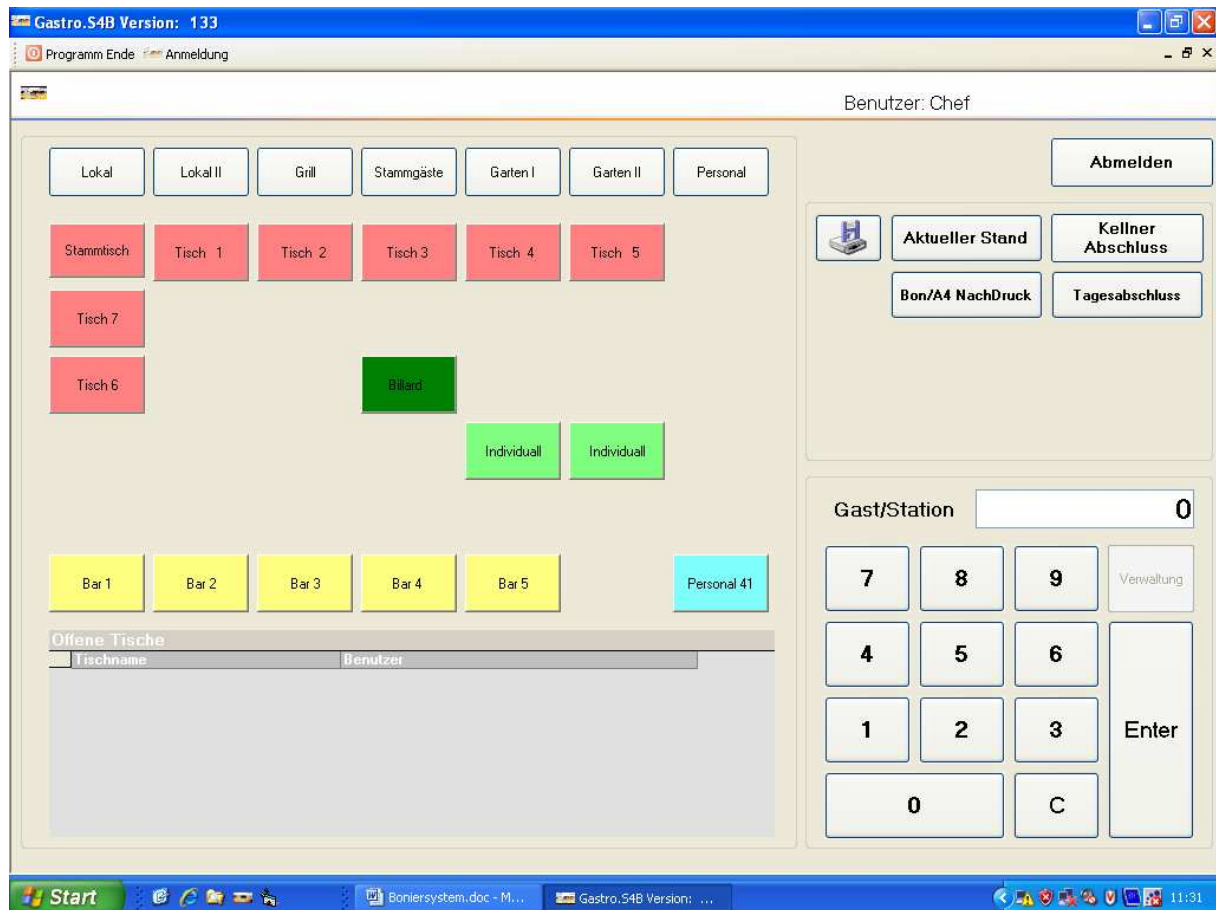 Gastro.S4B Version: 133
Programm Ende Anmeldung
Benutzer: Chef
Lokal Lokal II Grill Stammgäste Garten I Garten II Personal
Abmelden
Stammtisch Tisch 1 Tisch 2 Tisch 3 Tisch 4 Tisch 5
Aktueller Stand
Kellner
Abschluss
Bon/A4 NachDruck
Tagesabschluss
Tisch 7
Tisch 6
Billard
Individuall Individuall
Bar 1 Bar 2 Bar 3 Bar 4 Bar 5 Personal 41
Offene Tische
Tischname Benutzer
Gast/Station 0
7 8 9 Verwaltung
4 5 6
1 2 3 Enter
0 C
Start
Boniersystem.doc - M...
Gastro.S4B Version: ...
11:31